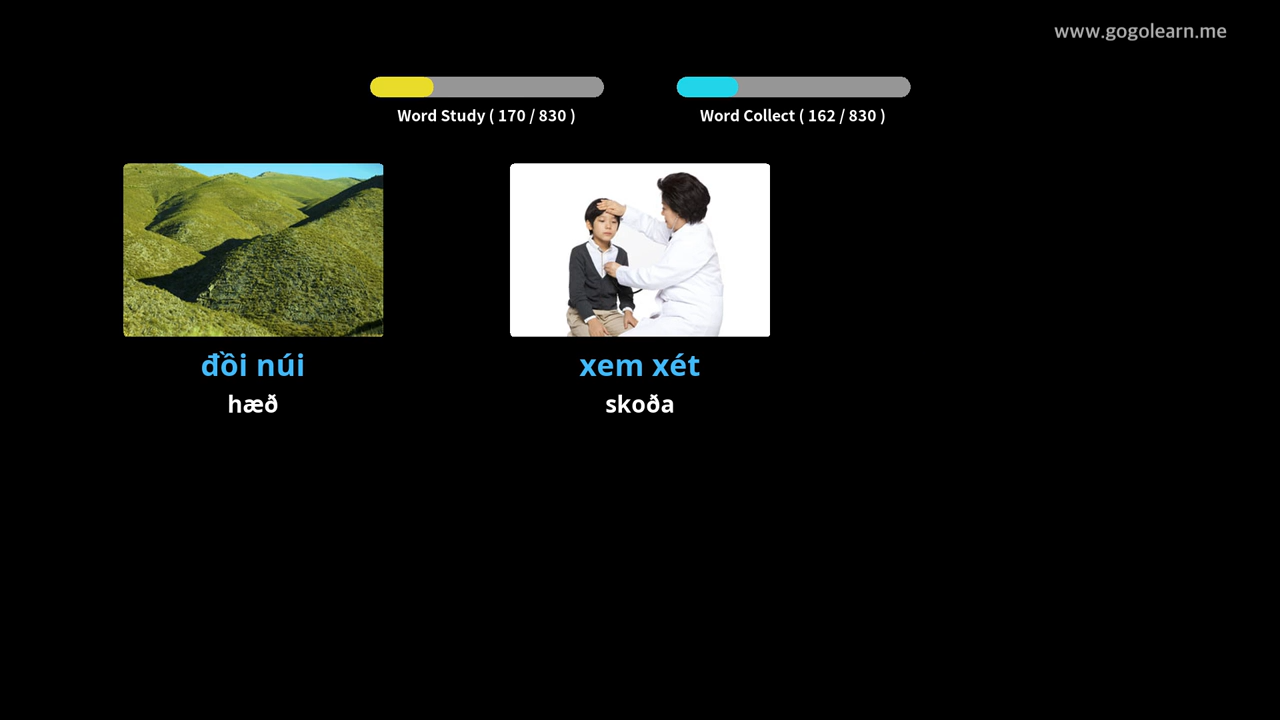 www.gogolearn.me
Word Study ( 170 / 830 )
Word Collect ( 162 / 830 )
đồi núi
hæð
xem xét
skoða